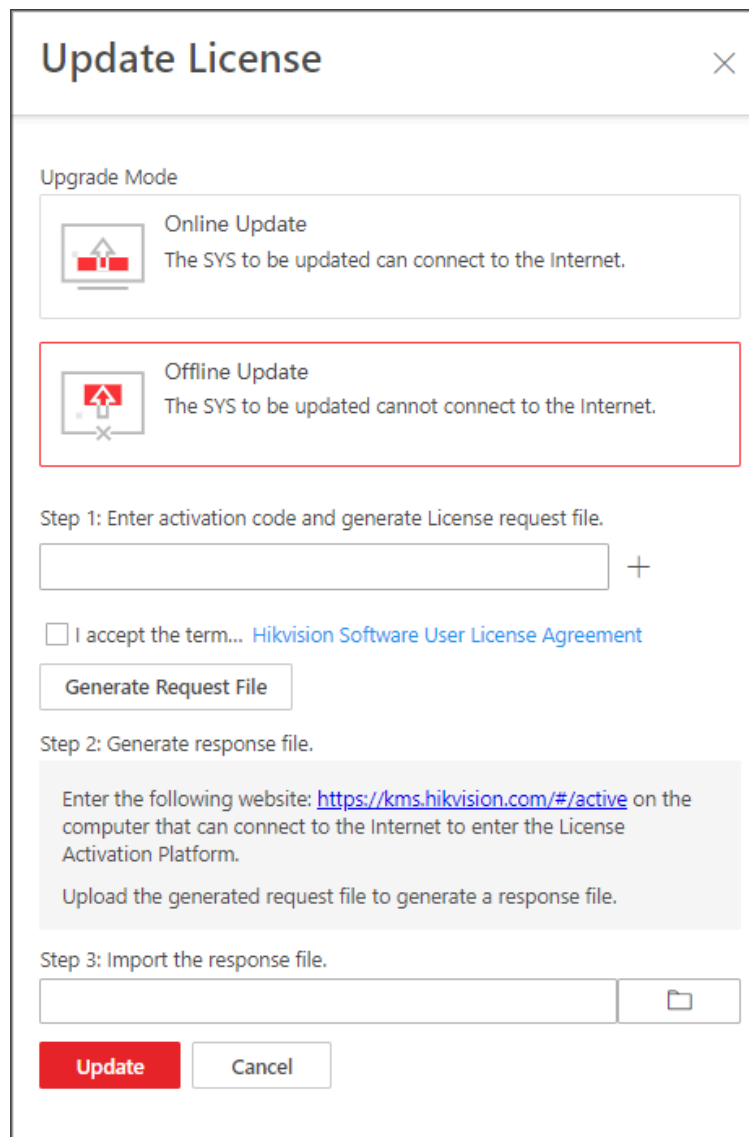 Update License
Upgrade Mode
Online Update
The SYS to be updated can connect to the Internet.
Offline Update
The SYS to be updated cannot connect to the Internet.
Step 1: Enter activation code and generate License request file.
I accept the term... Hikvision Software User License Agreement
Generate Request File
Step 2: Generate response file.
Enter the following website: https://kms.hikvision.com/#/active on the
computer that can connect to the Internet to enter the License
Activation Platform.
Upload the generated request file to generate a response file.
Step 3: Import the response file.
Update Cancel